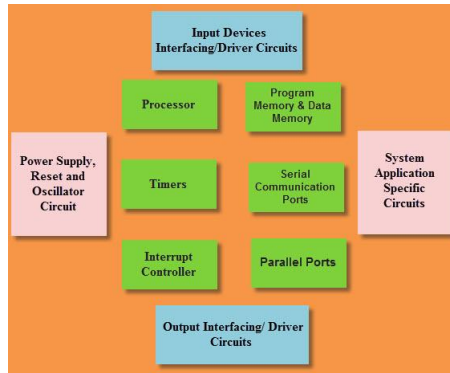 Input Devices
Interfacing/Driver Circuits
Processor
Program
Memory & Data
Memory
Power Supply,
Reset and
Oscillator
Circuit
Timers
Serial
Communication
Ports
System
Application
Specific
Circuits
Interrupt
Controller
Parallel Ports
Output Interfacing/ Driver
Circuits